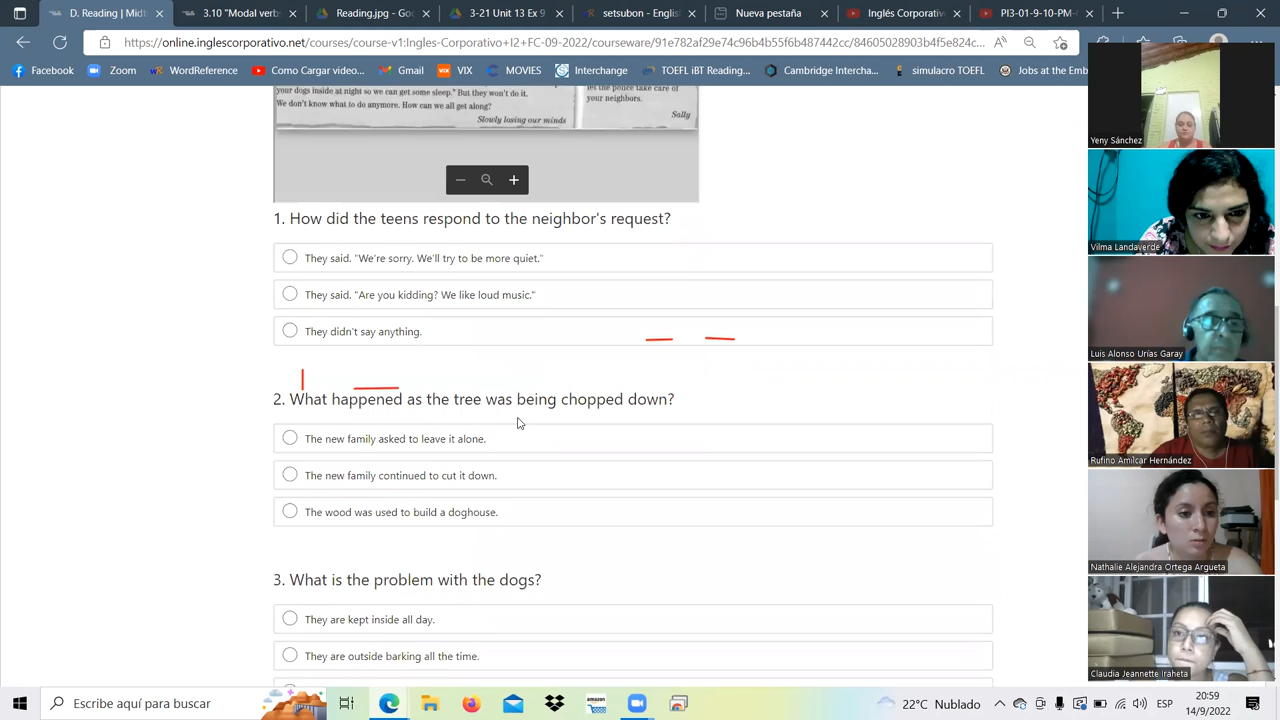 D. Reading | Midt
3.10 "Modal verb
Reading.jpg - Goo
3-21 Unit 13 Ex 9
setsubon - Englis
Nueva pestaña
Inglés Corporativ
PI3-01-9-10-PM
https://online.inglescorporativo.net/courses/course-v1:Ingles-Corporativo+I2+FC-09-2022/courseware/91e782af29e74c96b4b55f6b487442cc/84605028903b4f5e824c...
Facebook
Zoom
WordReference
Como Cargar video...
Gmail
VIX
MOVIES
Interchange
TOEFL iBT Reading...
Cambridge Intercha...
simulacro TOEFL
Jobs at the Emb
your dogs inside at night so we can get some sleep." But they won't do it.
We don't know what to do anymore. How can we all get along?
Slowly losing our minds
let the police take care of
your neighbors.
Sally
1. How did the teens respond to the neighbor's request?
They said. "We're sorry. We'll try to be more quiet."
They said. "Are you kidding? We like loud music."
They didn't say anything.
2. What happened as the tree was being chopped down?
The new family asked to leave it alone.
The new family continued to cut it down.
The wood was used to build a doghouse.
3. What is the problem with the dogs?
They are kept inside all day.
They are outside barking all the time.
Yeny Sánchez
Vilma Landaverde
Luis Alonso Urías Garay
Rufino Amilcar Hernández
Nathalie Alejandra Ortega Argueta
Claudia Jeannette Iraheta
Escribe aquí para buscar
amazon
22°C Nublado
ESP
20:59
14/9/2022